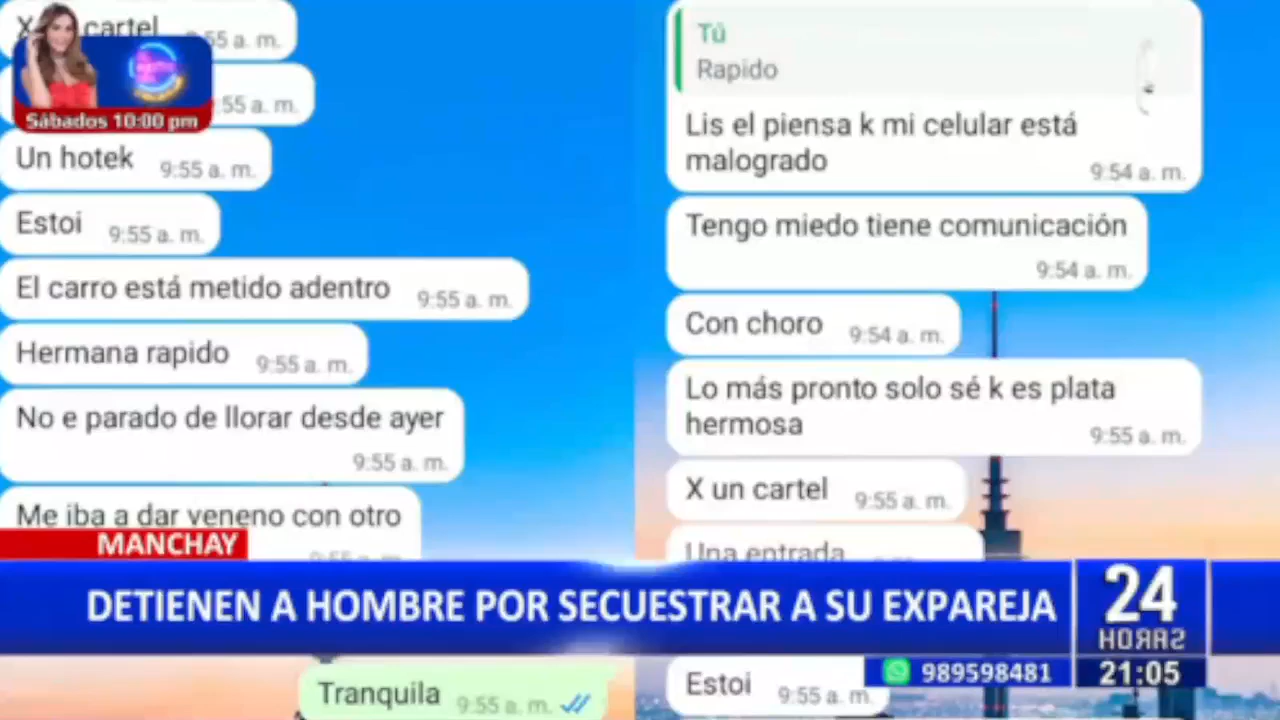 cartel
55 a. m.
55 a. m.
Sábados 10:00 pm
Un hotek
9:55 a. m.
Estoi
9:55 a. m.
El carro está metido adentro
9:55 a. m.
Hermana rapido
9:55 a. m.
No e parado de llorar desde ayer
9:55 a. m.
Me iba a dar veneno con otro
9:55 a. m.
Tú
Rapido
Lis el piensa k mi celular está
malogrado
9:54 a. m.
Tengo miedo tiene comunicación
9:54 a. m.
Con choro
9:54 a. m.
Lo más pronto solo sé k es plata
hermosa
9:55 a. m.
X un cartel
9:55 a. m.
Una entrada
MANCHAY
DETIENEN A HOMBRE POR SECUESTRAR A SU EXPAREJA
24
HORAS
989598481
21:05
Tranquila
9:55 a. m.
Estoi
9:55 a. m.